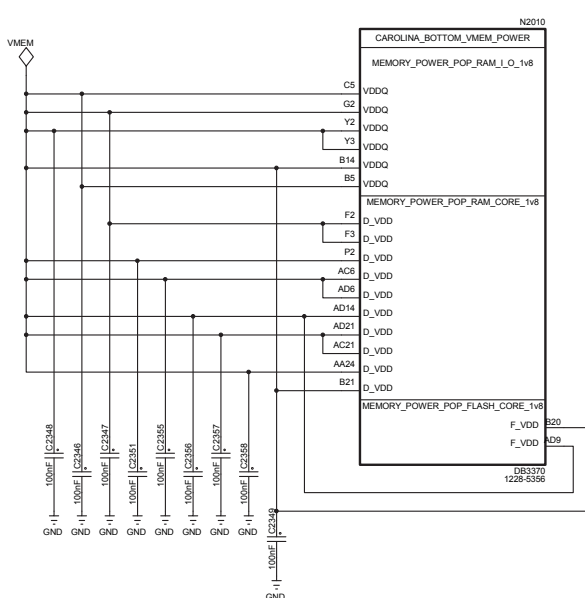 N2010
VMEM
CAROLINA_BOTTOM_VMEM_POWER
MEMORY_POWER_POP_RAM_I_O_1v8
C5 VDDQ
G2 VDDQ
Y2 VDDQ
Y3 VDDQ
B14 VDDQ
B5 VDDQ
MEMORY_POWER_POP_RAM_CORE_1v8
F2 D_VDD
F3 D_VDD
P2 D_VDD
AC6 D_VDD
AD6 D_VDD
AD14 D_VDD
AD21 D_VDD
AC21 D_VDD
AA24 D_VDD
B21 D_VDD
MEMORY_POWER_POP_FLASH_CORE_1v8
F_VDD B20
F_VDD AD9
DB3370
1228-5356
C2348
100nF
C2346
100nF
C2347
100nF
C2351
100nF
C2355
100nF
C2356
100nF
C2357
100nF
C2358
100nF
GND GND GND GND GND GND GND GND
C2349
100nF
GND